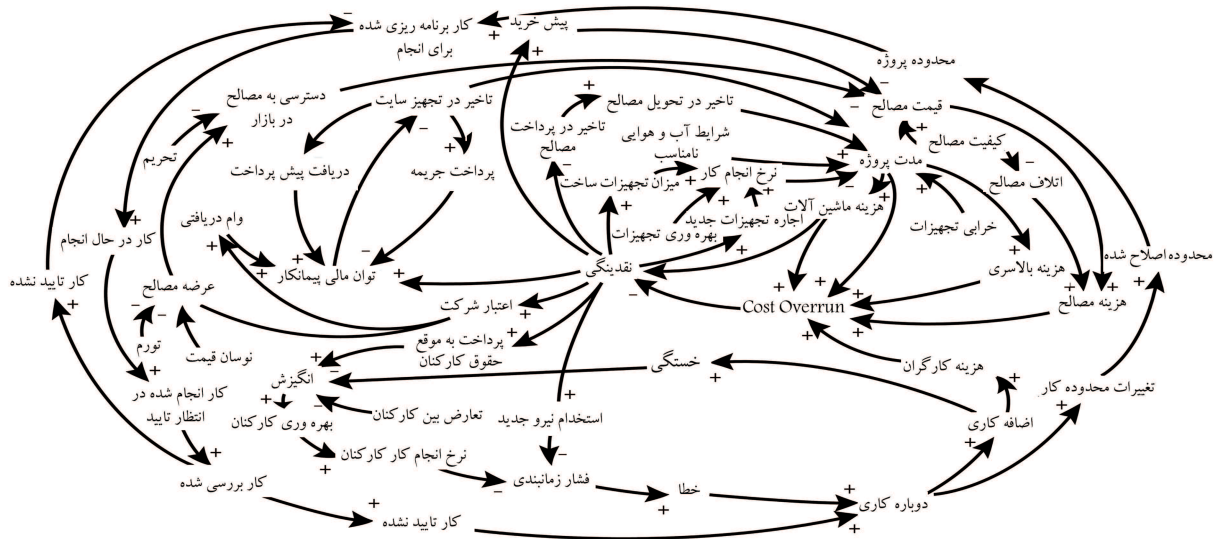 پیش خرید
کار برنامه ریزی شده
برای انجام
محدوده پروژه
دسترسی به مصالح
در بازار
تاخیر در تجهیز سایت
تاخیر در تحویل مصالح
قیمت مصالح
تاخیر در پرداخت
مصالح
شرایط آب و هوایی
نامناسب
کیفیت مصالح
تحریم
دریافت پیش پرداخت
پرداخت جریمه
میزان تجهیزات ساخت
نرخ انجام کار
مدت پروژه
اتلاف مصالح
هزینه ماشین آلات
اجاره تجهیزات جدید
بهره وری تجهیزات
خرابی تجهیزات
وام دریافتی
کار در حال انجام
محدوده اصلاح شده
کار تایید نشده
عرضه مصالح
توان مالی پیمانکار
نقدینگی
هزینه بالاسری
هزینه مصالح
اعتبار شرکت
Cost Overrun
تورم
نوسان قیمت
پرداخت به موقع
حقوق کارکنان
خستگی
هزینه کارگران
تغییرات محدوده کار
انگیزش
کار انجام شده در
انتظار تایید
بهره وری کارکنان
تعارض بین کارکنان
استخدام نیرو جدید
اضافه کاری
نرخ انجام کار کارکنان
فشار زمانبندی
کار بررسی شده
خطا
دوباره کاری
کار تایید نشده